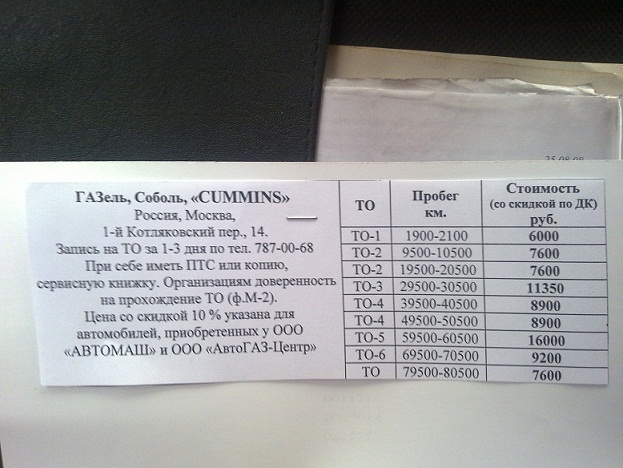 25.08.08
ГАЗель, Соболь, «CUMMINS»
Россия, Москва,
1-й Котляковский пер., 14.
Запись на ТО за 1-3 дня по тел. 787-00-68
При себе иметь ПТС или копию,
сервисную книжку. Организациям доверенность
на прохождение ТО (ф.М-2).
Цена со скидкой 10 % указана для
автомобилей, приобретенных у ООО
«АВТОМАШ» и ООО «АвтоГАЗ-Центр»
ТО Пробег км. Стоимость (со скидкой по ДК) руб.
ТО-1 1900-2100 6000
ТО-2 9500-10500 7600
ТО-2 19500-20500 7600
ТО-3 29500-30500 11350
ТО-4 39500-40500 8900
ТО-4 49500-50500 8900
ТО-5 59500-60500 16000
ТО-6 69500-70500 9200
ТО 79500-80500 7600